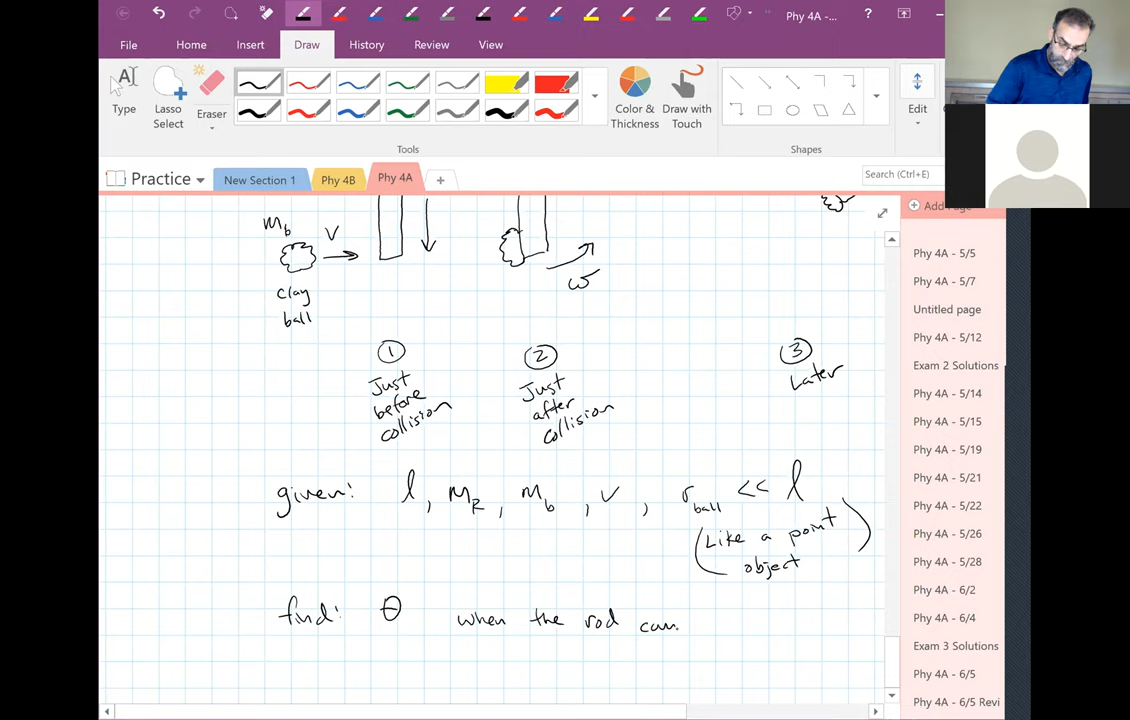 Phy 4A -...
?
File
Home
Insert
Draw
History
Review
View
Type
Lasso
Select
Eraser
Color &
Thickness
Draw with
Touch
Edit
Tools
Shapes
Practice
New Section 1
Phy 4B
Phy 4A
+
Search (Ctrl+E)
Add Page
Phy 4A - 5/5
Phy 4A - 5/7
Untitled page
Phy 4A - 5/12
Exam 2 Solutions
Phy 4A - 5/14
Phy 4A - 5/15
Phy 4A - 5/19
Phy 4A - 5/21
Phy 4A - 5/22
Phy 4A - 5/26
Phy 4A - 5/28
Phy 4A - 6/2
Phy 4A - 6/4
Exam 3 Solutions
Phy 4A - 6/5
Phy 4A - 6/5 Revi
m_b
v
clay
ball
ω
1
Just
before
collision
2
Just
after
collision
3
Later
given: l, m_R, m_b, v, r_ball << l
(Like a point
object)
find: θ when the rod